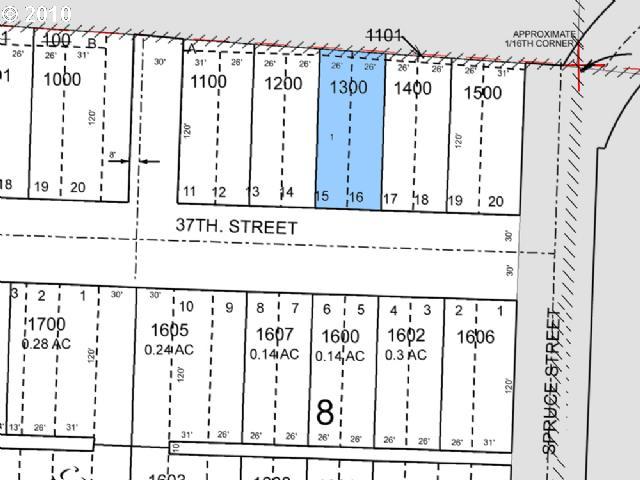 © 2010
1101
APPROXIMATE
1/16TH CORNER
100 B A
26' 26' 31' 30' 26' 26' 26' 26' 26' 26' 26' 26' 31'
1000 1100 1200 1300 1400 1500
120' 120' 1 120'
8'
18 19 20 11 12 13 14 15 16 17 18 19 20
37TH. STREET
30'
30'
3 2 1 30' 30' 10 9 8 7 6 5 4 3 2 1
1700 1605 1607 1600 1602 1606
0.28 AC 0.24 AC 0.14 AC 0.14 AC 0.3 AC
120' 120' 120'
SPRUCE STREET
8
13' 26' 31' 31' 26' 26' 26' 26' 26' 26' 26' 26' 31'
10
1603